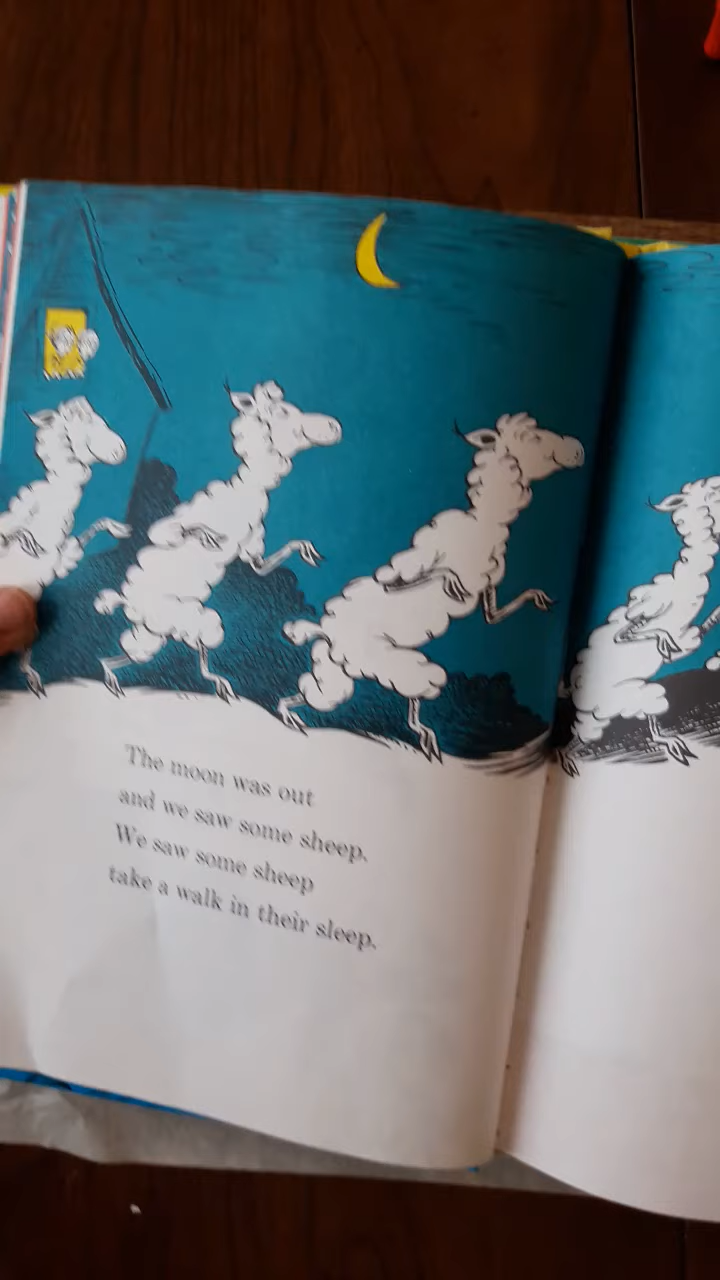 The moon was out
and we saw some sheep.
We saw some sheep
take a walk in their sleep.